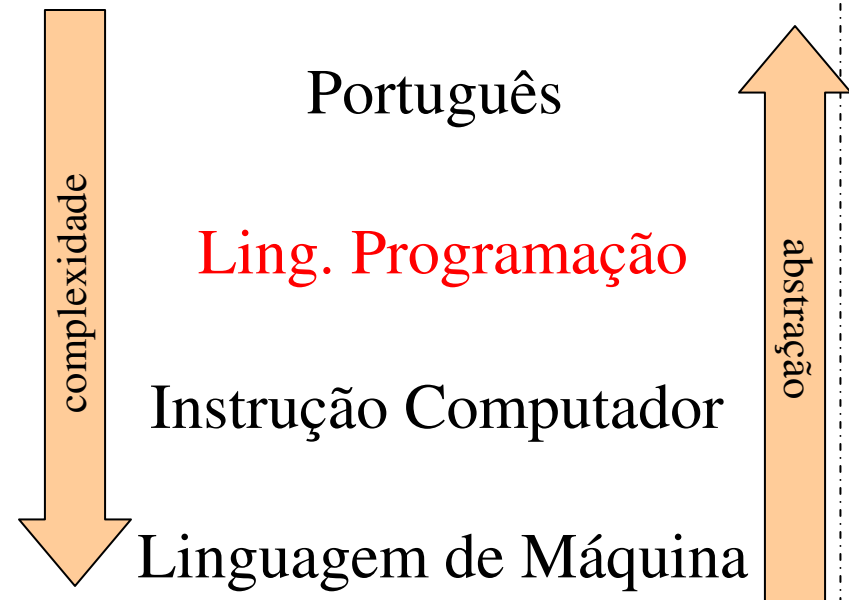 Português
complexidade
Ling. Programação
abstração
Instrução Computador
Linguagem de Máquina